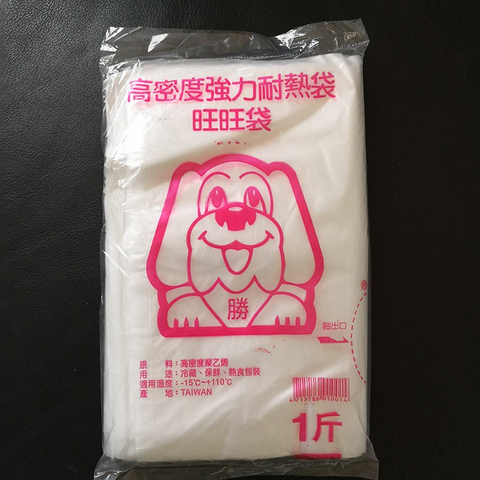 高密度強力耐熱袋
旺旺袋
勝
抽出口
原 料：高密度聚乙烯
用 途：冷藏、保鮮、熱食包裝
適用溫度：-15℃~+110℃
產 地：TAIWAN
1斤